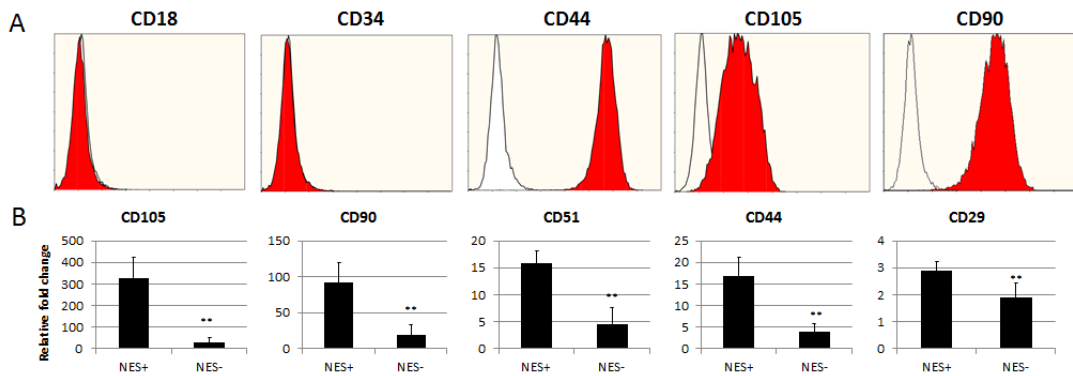 A
CD18 CD34 CD44 CD105 CD90
B
CD105 CD90 CD51 CD44 CD29
Relative fold change
500 150 20 25 4
400 100 15 20 3
300 50 10 15 2
200 0 5 10 1
100 0 5 0
0 0
** ** ** ** **
NES+ NES- NES+ NES- NES+ NES- NES+ NES- NES+ NES-